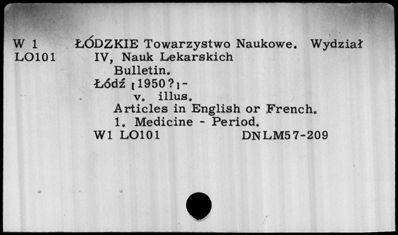 W 1 ŁÓDZKIE Towarzystwo Naukowe. Wydział
LO101 IV, Nauk Lekarskich
Bulletin.
Łódź [1950?]-
v. illus.
Articles in English or French.
1. Medicine - Period.
W1 LO101 DNLM57-209